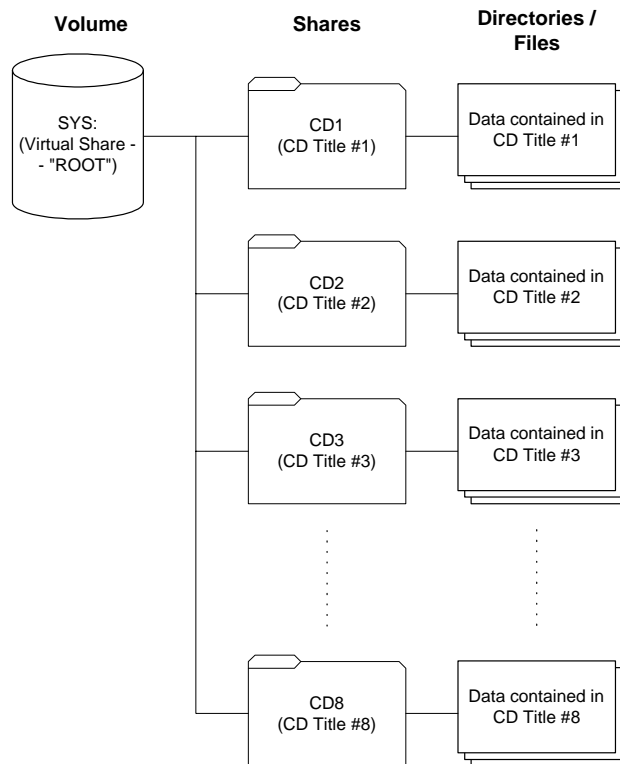 Volume
Shares
Directories /
Files
SYS:
(Virtual Share -
- "ROOT")
CD1
(CD Title #1)
Data contained in
CD Title #1
CD2
(CD Title #2)
Data contained in
CD Title #2
CD3
(CD Title #3)
Data contained in
CD Title #3
CD8
(CD Title #8)
Data contained in
CD Title #8